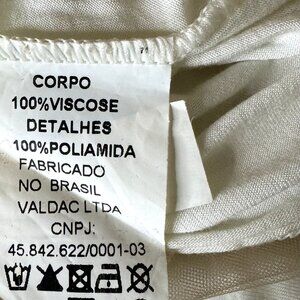 CORPO
100%VISCOSE
DETALHES
100%POLIAMIDA
FABRICADO
NO BRASIL
VALDAC LTDA
CNPJ:
45.842.622/0001-03